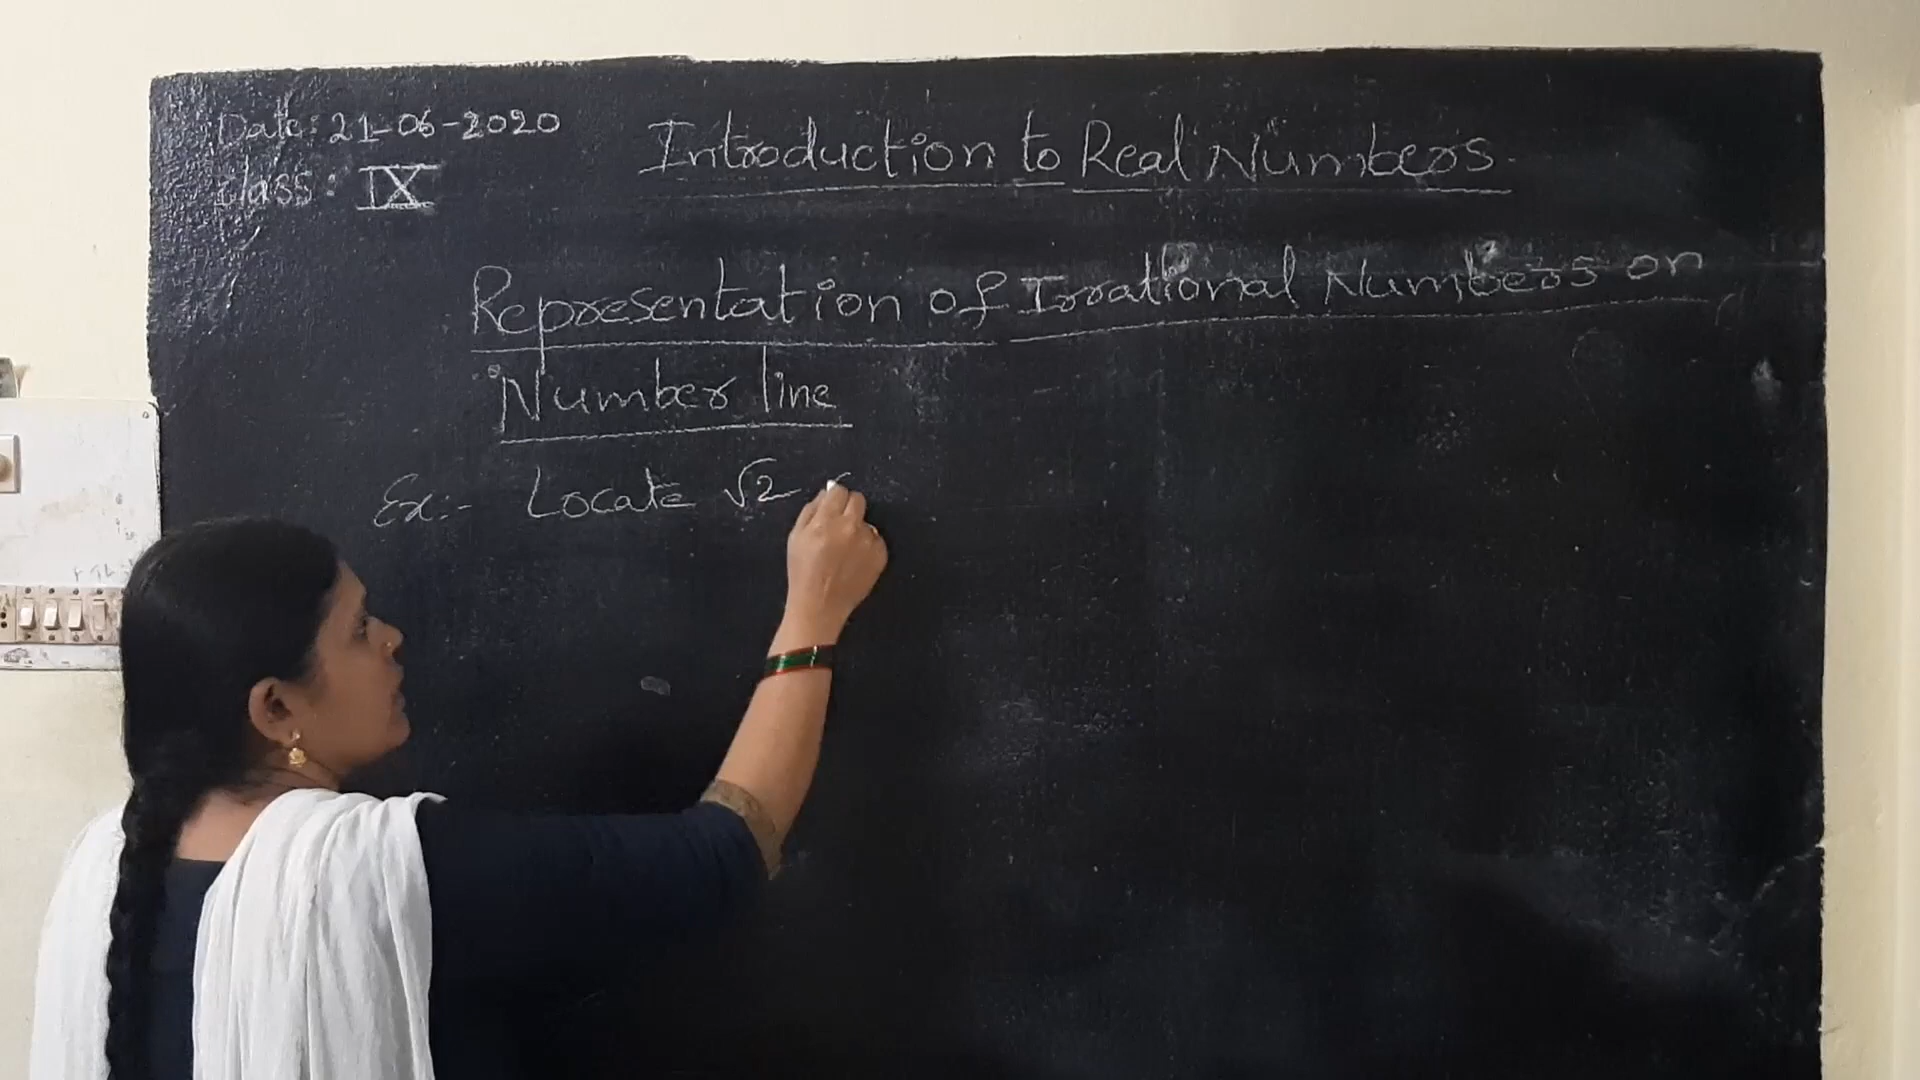 Date: 21-06-2020
Class: IX
Introduction to Real Numbers
Representation of Irrational Numbers on
Number line
Ex:- Locate √2